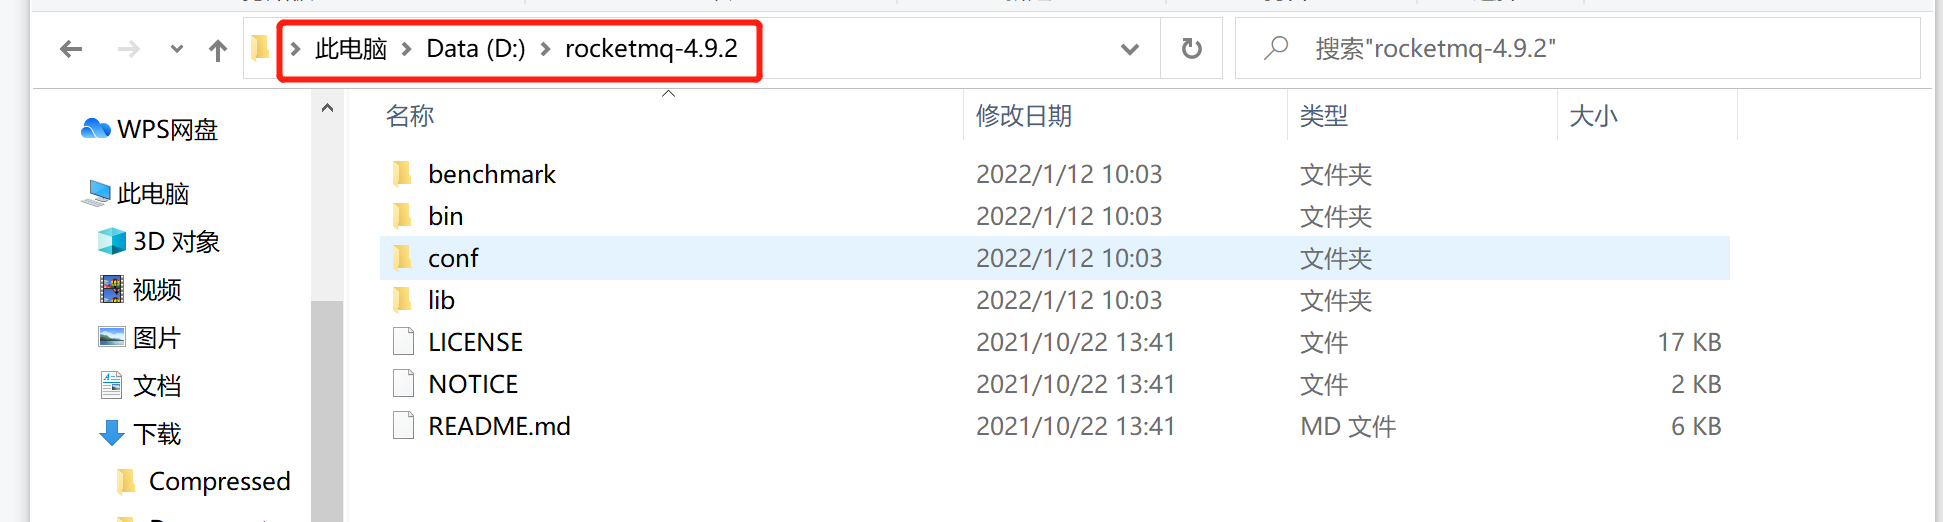 此电脑 Data (D:) rocketmq-4.9.2 搜索"rocketmq-4.9.2"
名称 修改日期 类型 大小
WPS网盘
此电脑
3D 对象
视频
图片
文档
下载
Compressed
benchmark 2022/1/12 10:03 文件夹
bin 2022/1/12 10:03 文件夹
conf 2022/1/12 10:03 文件夹
lib 2022/1/12 10:03 文件夹
LICENSE 2021/10/22 13:41 文件 17 KB
NOTICE 2021/10/22 13:41 文件 2 KB
README.md 2021/10/22 13:41 MD 文件 6 KB